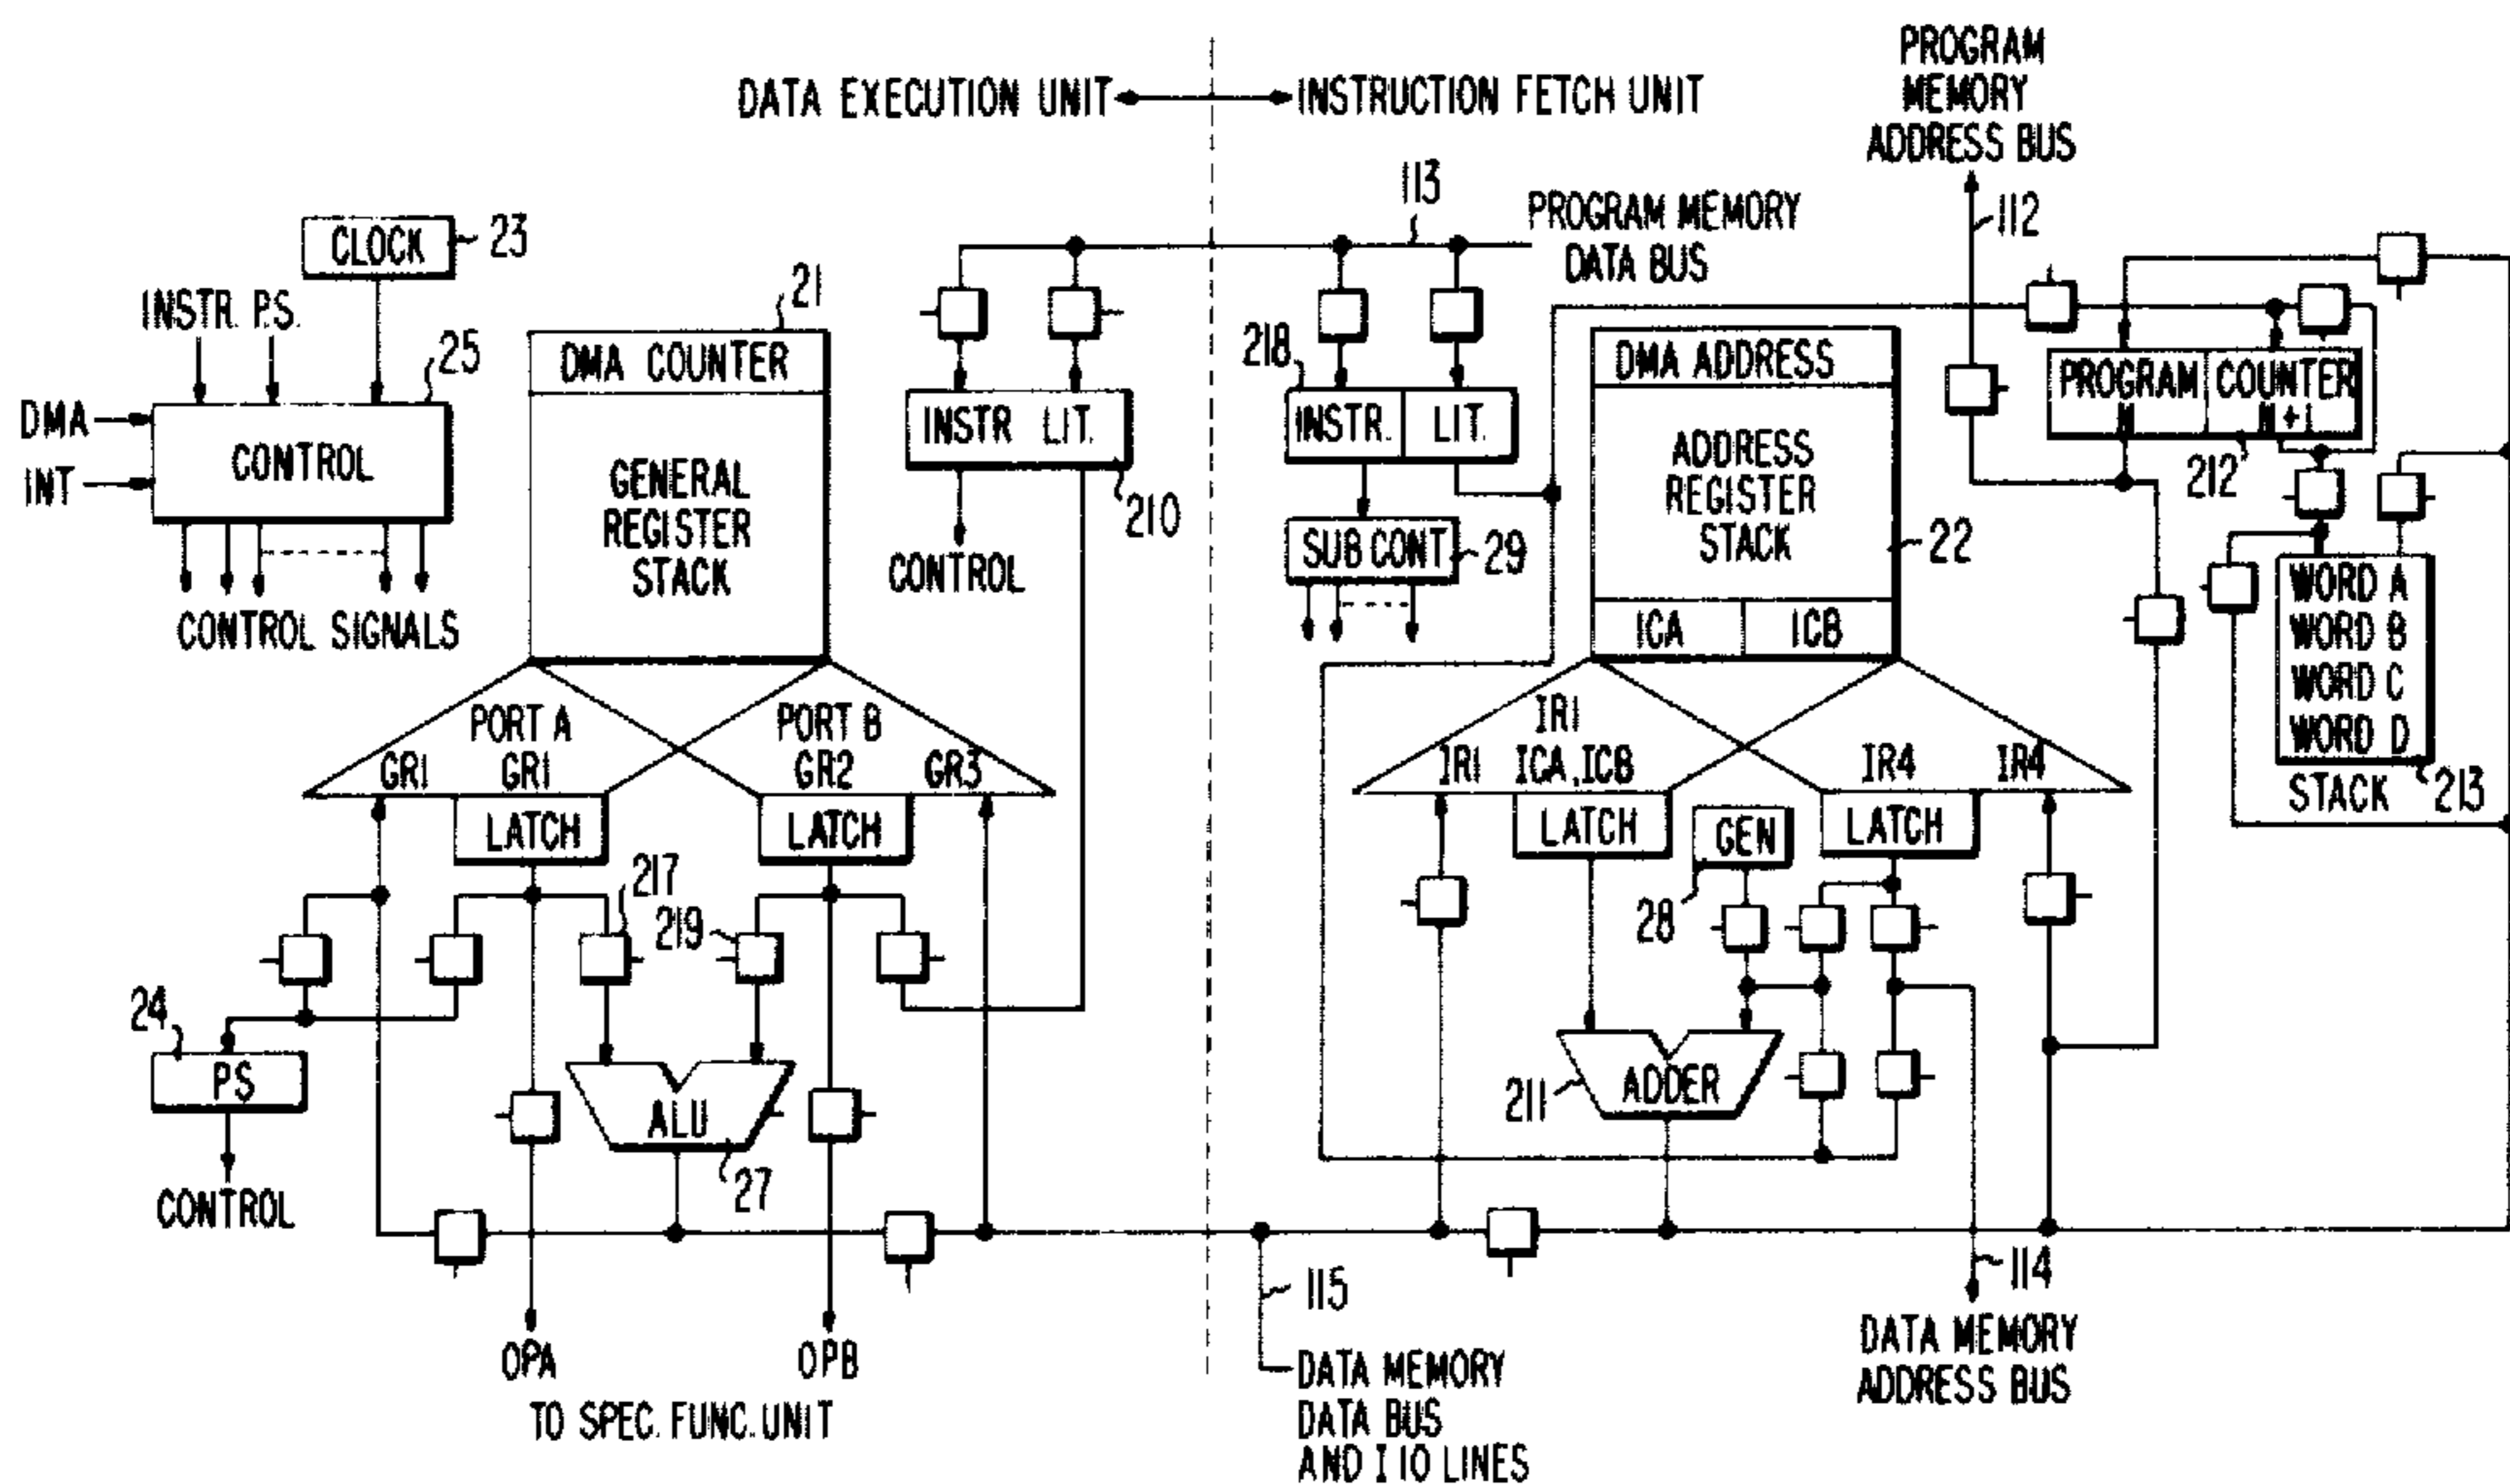 DATA EXECUTION UNIT
INSTRUCTION FETCH UNIT
PROGRAM
MEMORY
ADDRESS BUS
112
113
PROGRAM MEMORY
DATA BUS
CLOCK
23
INSTR. P.S.
25
DMA
INT
CONTROL
CONTROL SIGNALS
21
DMA COUNTER
GENERAL
REGISTER
STACK
INSTR LIT.
210
CONTROL
PORT A
GR1 GR1
PORT B
GR2 GR3
LATCH
LATCH
217
219
24
PS
CONTROL
ALU
27
OPA
OPB
TO SPEC. FUNC. UNIT
218
INSTR. LIT.
SUB CONT
29
DMA ADDRESS
ADDRESS
REGISTER
STACK
22
ICA ICB
PROGRAM COUNTER
N N+1
212
WORD A
WORD B
WORD C
WORD D
STACK
213
IR1
IR1 ICA,ICB
IR4 IR4
LATCH
GEN
LATCH
28
211
ADDER
115
DATA MEMORY
DATA BUS
AND I/O LINES
114
DATA MEMORY
ADDRESS BUS